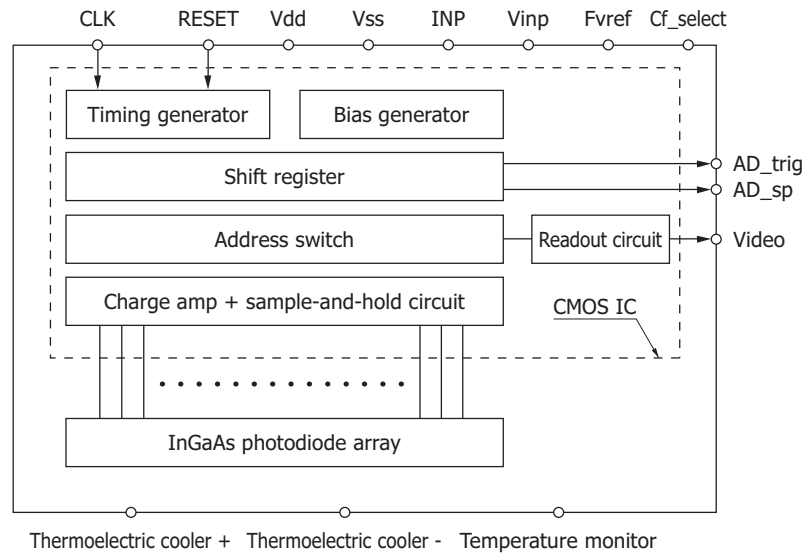 CLK RESET Vdd Vss INP Vinp Fvref Cf_select
Timing generator Bias generator
Shift register AD_trig
AD_sp
Address switch Readout circuit Video
Charge amp + sample-and-hold circuit
CMOS IC
InGaAs photodiode array
Thermoelectric cooler + Thermoelectric cooler - Temperature monitor